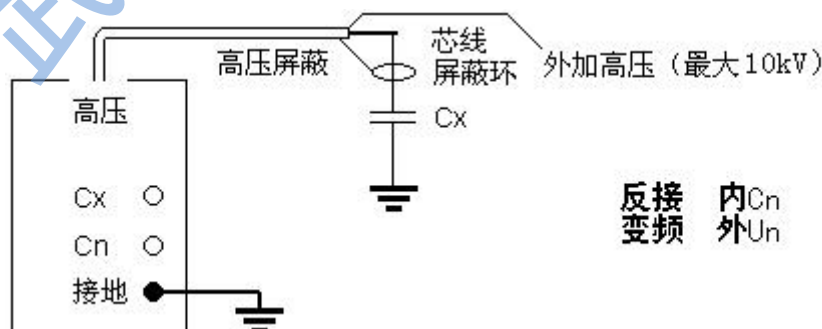 芯线
高压屏蔽
屏蔽环
外加高压（最大10kV）
高压
Cx
Cx
反接 内Cn
变频 外Un
Cn
接地